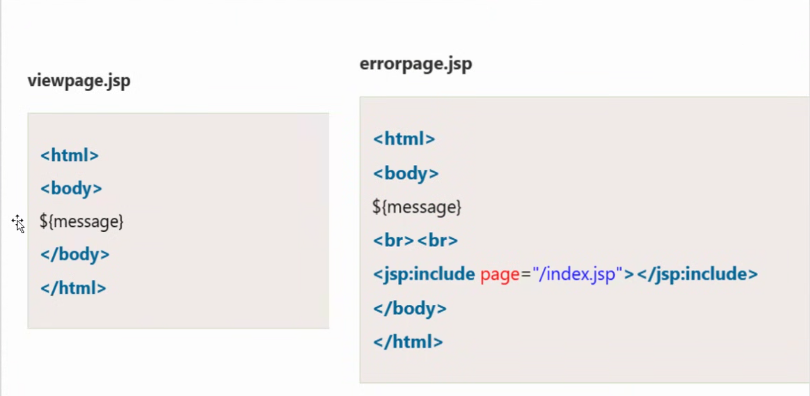 viewpage.jsp
<html>
<body>
${message}
</body>
</html>
errorpage.jsp
<html>
<body>
${message}
<br><br>
<jsp:include page="/index.jsp"></jsp:include>
</body>
</html>